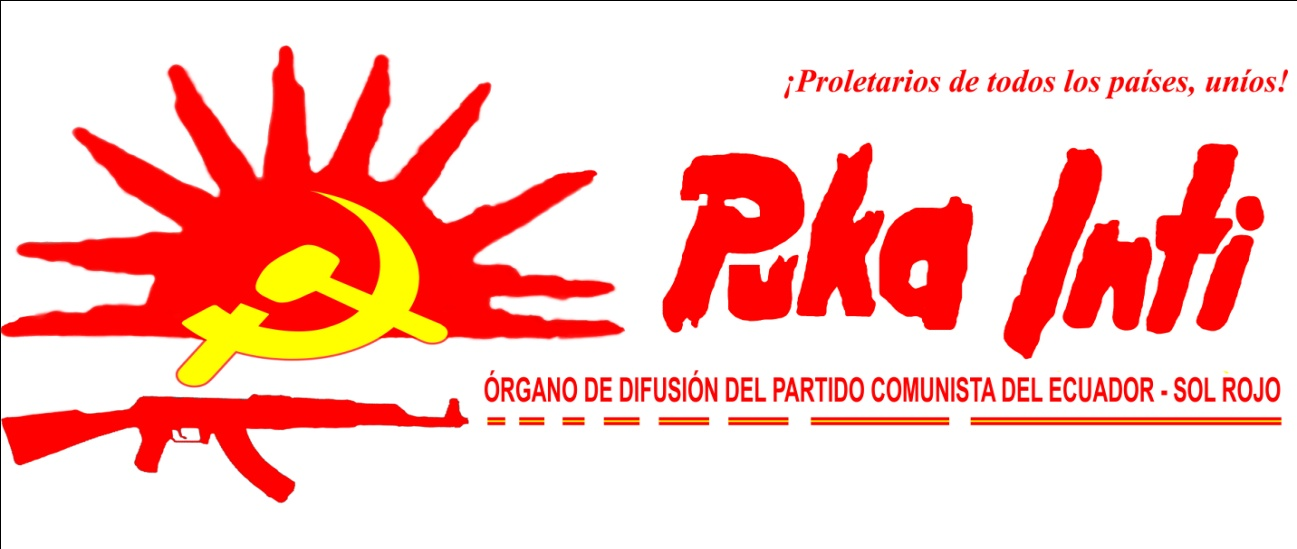 ¡Proletarios de todos los países, uníos!
Puka Inti
ÓRGANO DE DIFUSIÓN DEL PARTIDO COMUNISTA DEL ECUADOR - SOL ROJO